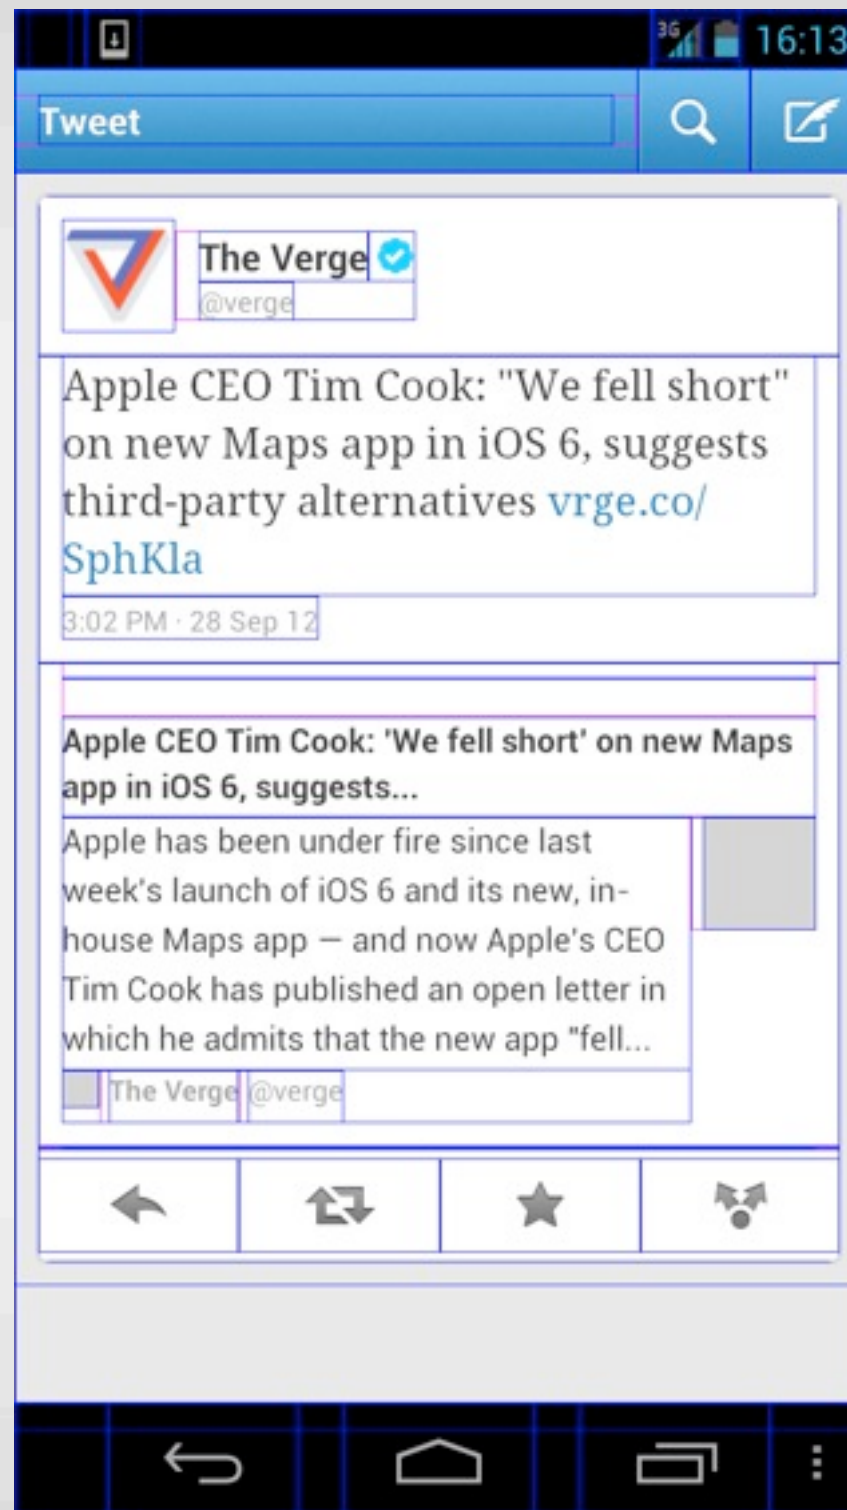 3G 16:13
Tweet
The Verge
@verge
Apple CEO Tim Cook: "We fell short"
on new Maps app in iOS 6, suggests
third-party alternatives vrge.co/
SphKla
3:02 PM · 28 Sep 12
Apple CEO Tim Cook: 'We fell short' on new Maps
app in iOS 6, suggests...
Apple has been under fire since last
week's launch of iOS 6 and its new, in-
house Maps app — and now Apple's CEO
Tim Cook has published an open letter in
which he admits that the new app "fell...
The Verge @verge